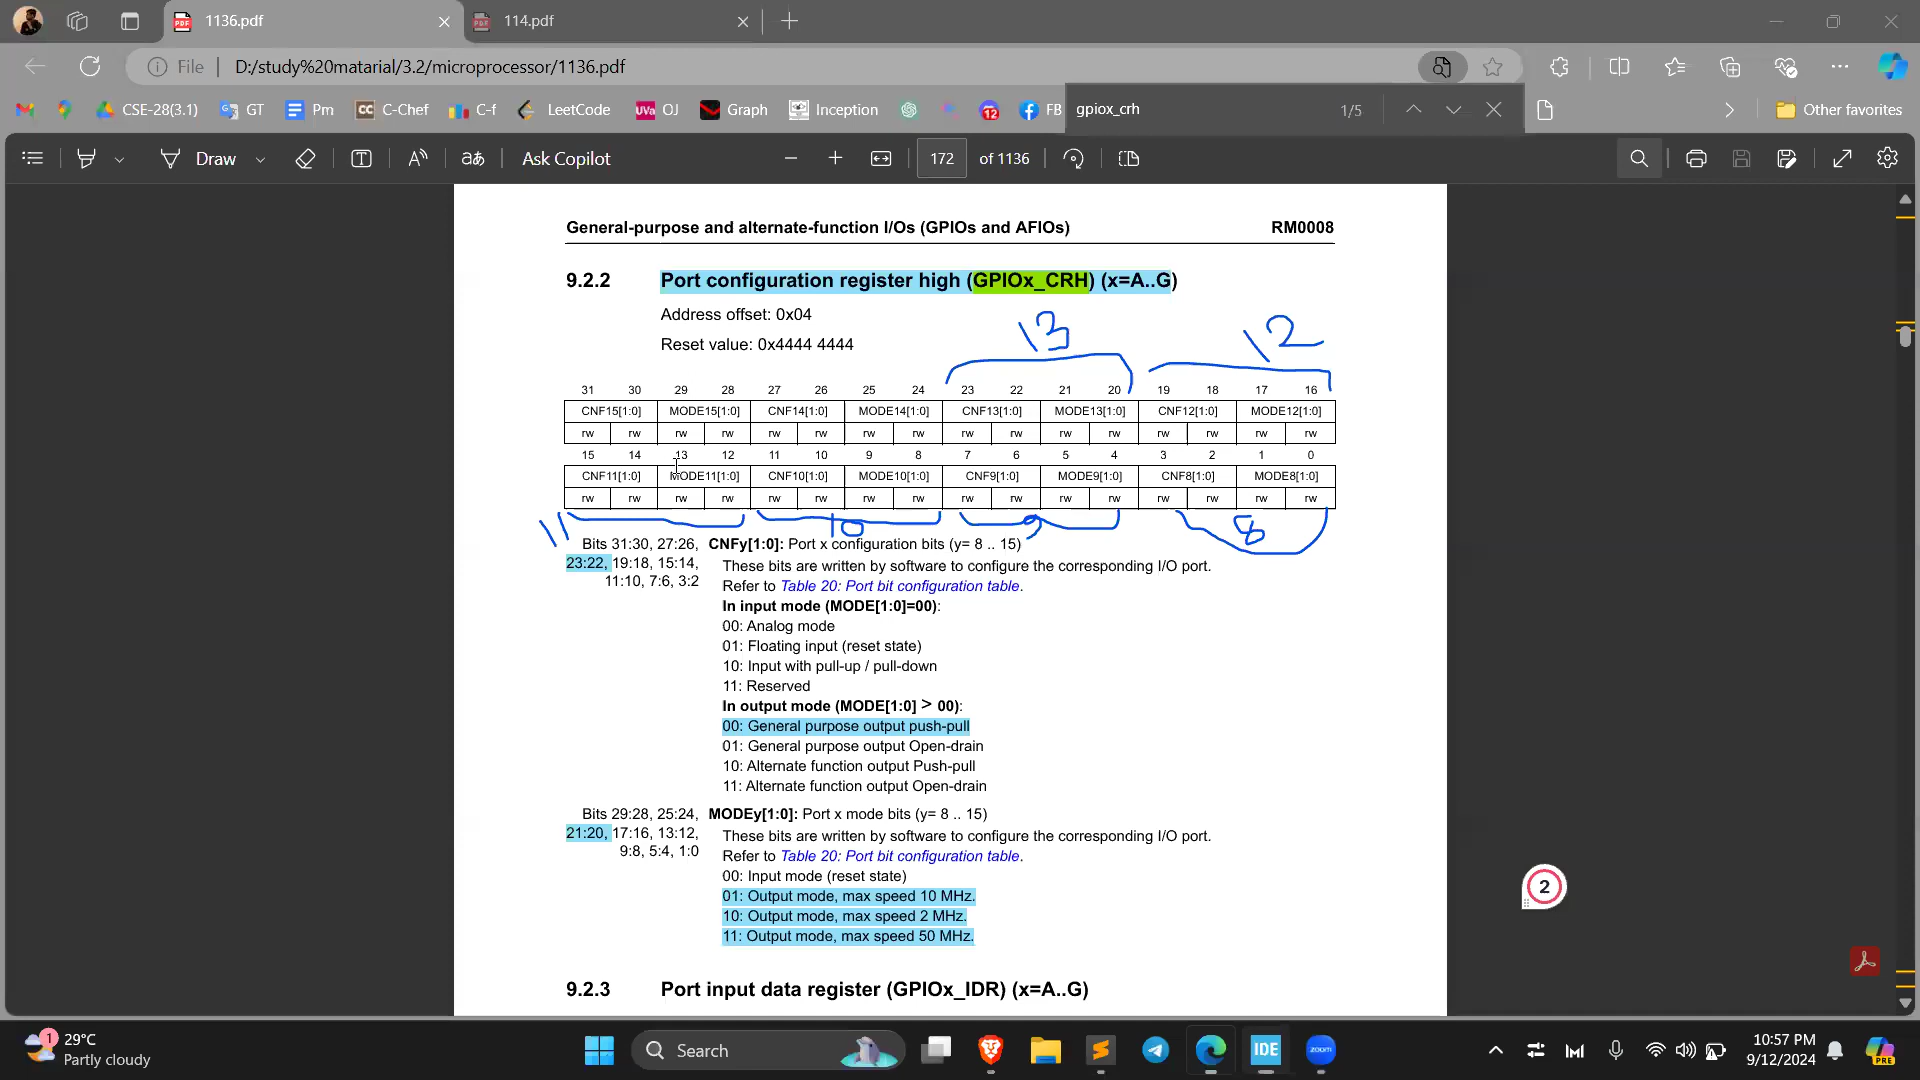 1136.pdf
114.pdf
File D:/study%20matarial/3.2/microprocessor/1136.pdf
CSE-28(3.1) GT Pm C-Chef C-f LeetCode UVa OJ Graph Inception 12 FB gpiox_crh 1/5 Other favorites
Draw aあ Ask Copilot 172 of 1136
General-purpose and alternate-function I/Os (GPIOs and AFIOs) RM0008
9.2.2 Port configuration register high (GPIOx_CRH) (x=A..G)
Address offset: 0x04
13 12
Reset value: 0x4444 4444
31 30 29 28 27 26 25 24 23 22 21 20 19 18 17 16
CNF15[1:0] MODE15[1:0] CNF14[1:0] MODE14[1:0] CNF13[1:0] MODE13[1:0] CNF12[1:0] MODE12[1:0]
rw rw rw rw rw rw rw rw rw rw rw rw rw rw rw rw
15 14 13 12 11 10 9 8 7 6 5 4 3 2 1 0
CNF11[1:0] MODE11[1:0] CNF10[1:0] MODE10[1:0] CNF9[1:0] MODE9[1:0] CNF8[1:0] MODE8[1:0]
rw rw rw rw rw rw rw rw rw rw rw rw rw rw rw rw
11 10 9 8
Bits 31:30, 27:26, CNFy[1:0]: Port x configuration bits (y= 8 .. 15)
23:22, 19:18, 15:14, These bits are written by software to configure the corresponding I/O port.
11:10, 7:6, 3:2 Refer to Table 20: Port bit configuration table.
In input mode (MODE[1:0]=00):
00: Analog mode
01: Floating input (reset state)
10: Input with pull-up / pull-down
11: Reserved
In output mode (MODE[1:0] > 00):
00: General purpose output push-pull
01: General purpose output Open-drain
10: Alternate function output Push-pull
11: Alternate function output Open-drain
Bits 29:28, 25:24, MODEy[1:0]: Port x mode bits (y= 8 .. 15)
21:20, 17:16, 13:12, These bits are written by software to configure the corresponding I/O port.
9:8, 5:4, 1:0 Refer to Table 20: Port bit configuration table.
00: Input mode (reset state)
01: Output mode, max speed 10 MHz.
10: Output mode, max speed 2 MHz.
11: Output mode, max speed 50 MHz.
2
9.2.3 Port input data register (GPIOx_IDR) (x=A..G)
1 29°C
Partly cloudy
Search
IDE
zoom
10:57 PM
9/12/2024
PRE